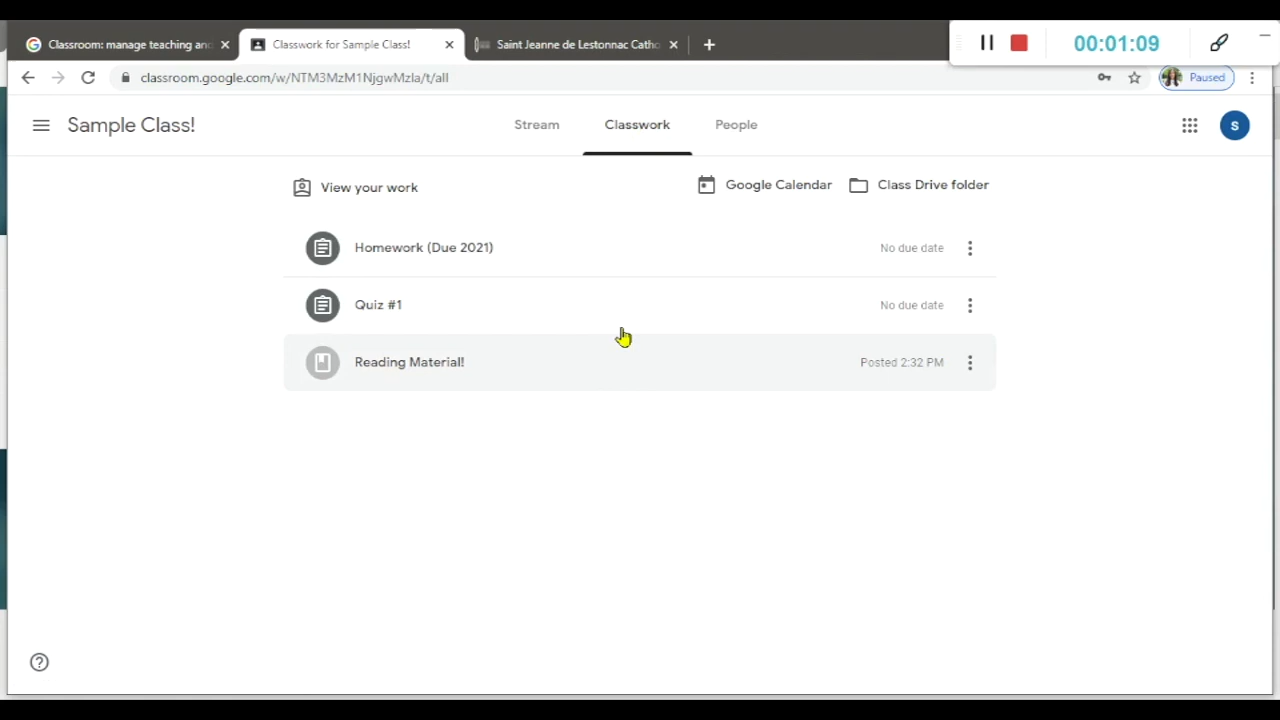 Classroom: manage teaching and
Classwork for Sample Class!
Saint Jeanne de Lestonnac Catho
00:01:09
classroom.google.com/w/NTM3MzM1NjgwMzla/t/all
Paused
Sample Class!
Stream
Classwork
People
S
View your work
Google Calendar
Class Drive folder
Homework (Due 2021)
No due date
Quiz #1
No due date
Reading Material!
Posted 2:32 PM